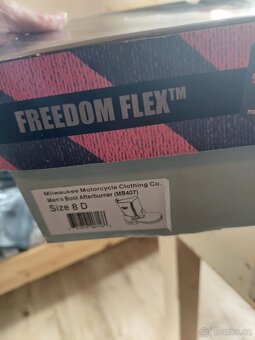 FREEDOM FLEX™
Milwaukee Motorcycle Clothing Co.
Men's Boot Afterburner (MB407)
Size 8 D